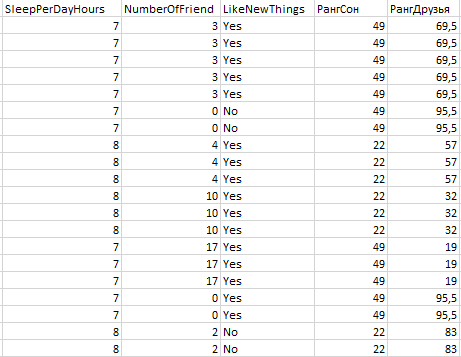 SleepPerDayHours NumberOfFriend LikeNewThings РангСон РангДрузья
7 3 Yes 49 69,5
7 3 Yes 49 69,5
7 3 Yes 49 69,5
7 3 Yes 49 69,5
7 3 Yes 49 69,5
7 0 No 49 95,5
7 0 No 49 95,5
8 4 Yes 22 57
8 4 Yes 22 57
8 4 Yes 22 57
8 10 Yes 22 32
8 10 Yes 22 32
8 10 Yes 22 32
7 17 Yes 49 19
7 17 Yes 49 19
7 17 Yes 49 19
7 0 Yes 49 95,5
7 0 Yes 49 95,5
8 2 No 22 83
8 2 No 22 83